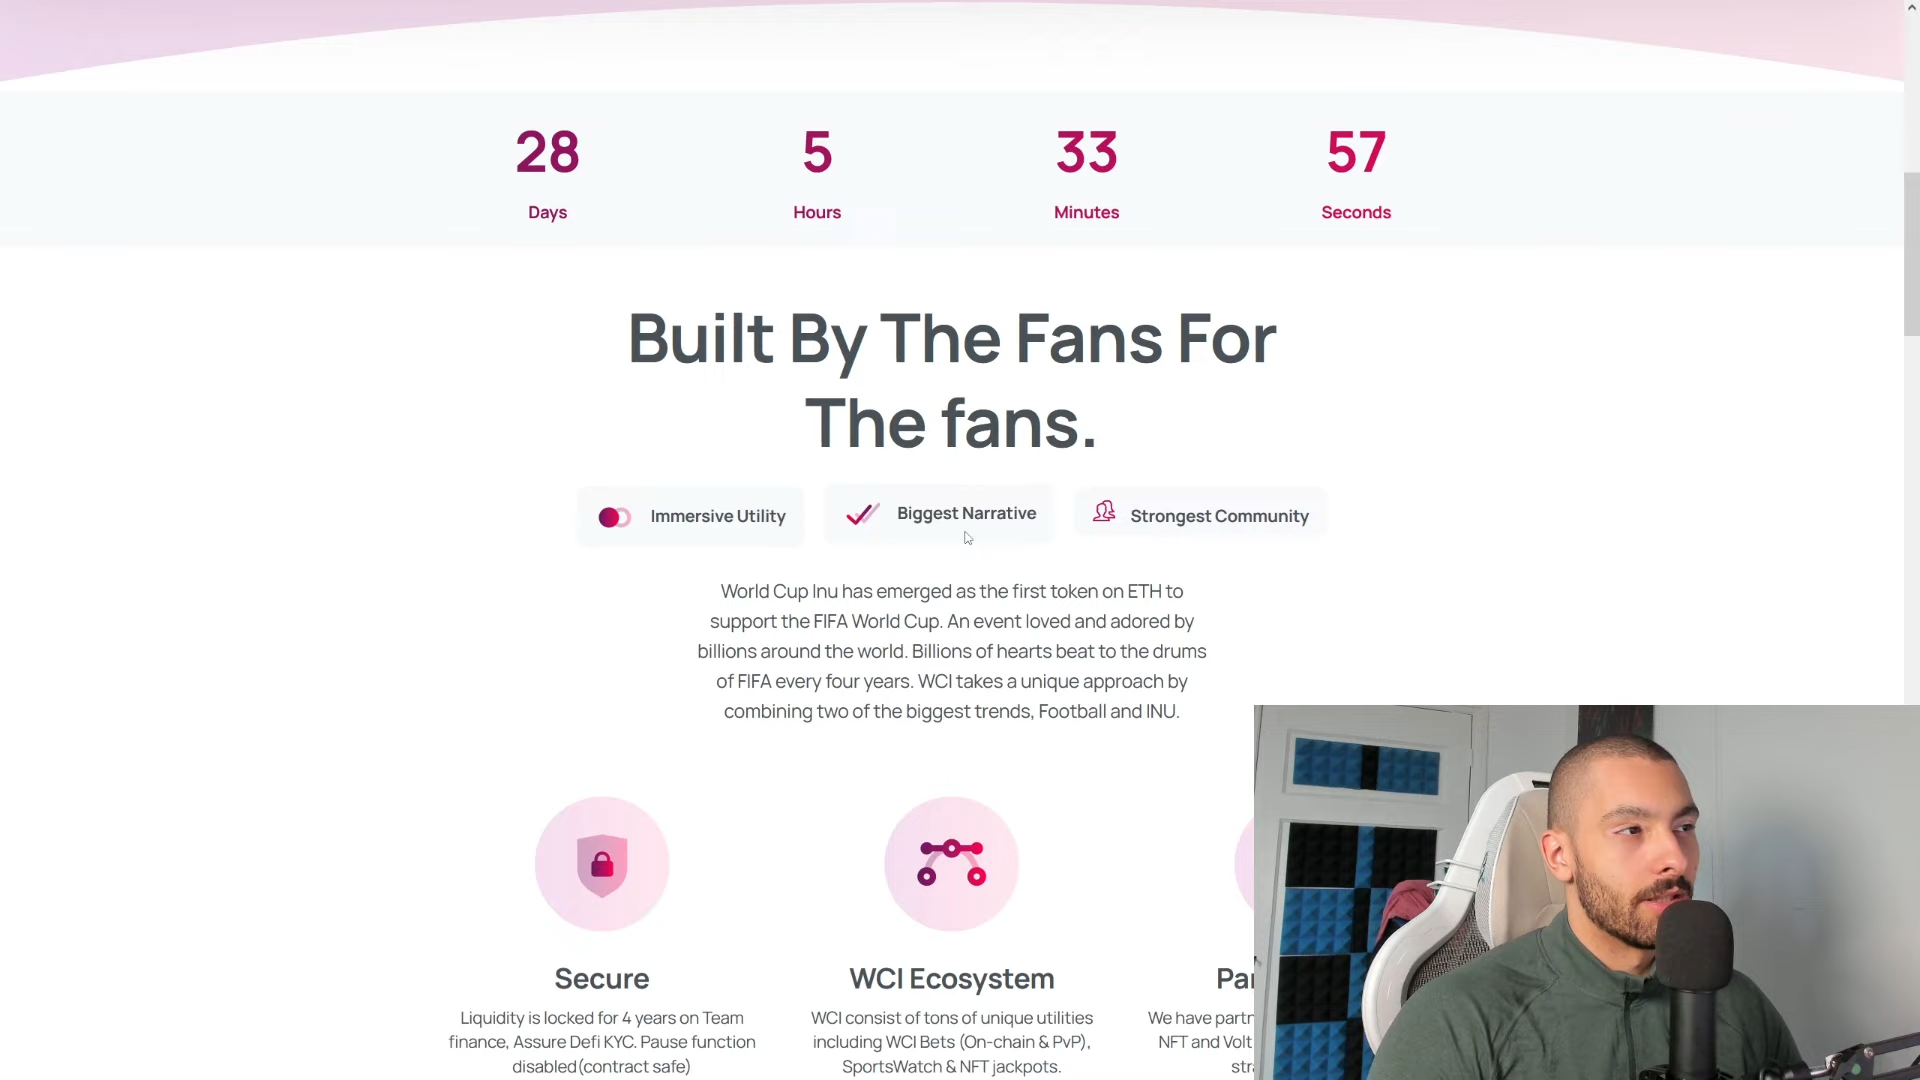 28
5
33
57
Days
Hours
Minutes
Seconds
Built By The Fans For
The fans.
Immersive Utility
Biggest Narrative
Strongest Community
World Cup Inu has emerged as the first token on ETH to
support the FIFA World Cup. An event loved and adored by
billions around the world. Billions of hearts beat to the drums
of FIFA every four years. WCI takes a unique approach by
combining two of the biggest trends, Football and INU.
Secure
Liquidity is locked for 4 years on Team
finance, Assure Defi KYC. Pause function
disabled(contract safe)
WCI Ecosystem
WCI consist of tons of unique utilities
including WCI Bets (On-chain & PvP),
SportsWatch & NFT jackpots.
We have
NFT and Volt